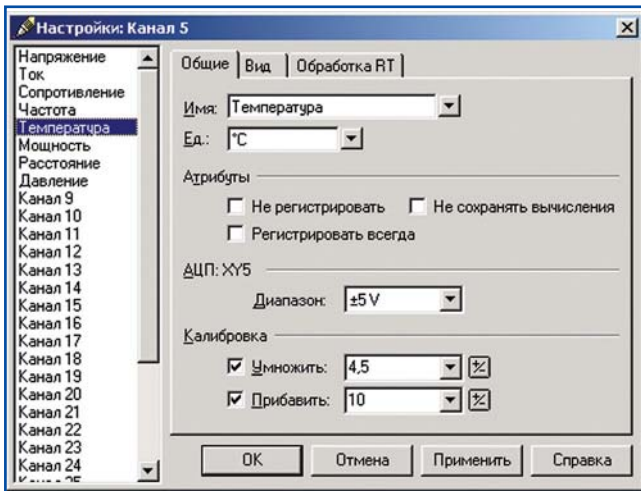 Настройки: Канал 5
Напряжение
Ток
Сопротивление
Частота
Температура
Мощность
Расстояние
Давление
Канал 9
Канал 10
Канал 11
Канал 12
Канал 13
Канал 14
Канал 15
Канал 16
Канал 17
Канал 18
Канал 19
Канал 20
Канал 21
Канал 22
Канал 23
Канал 24
Общие Вид Обработка RT
Имя: Температура
Ед.: °C
Атрибуты
Не регистрировать Не сохранять вычисления
Регистрировать всегда
АЦП: XY5
Диапазон: ±5 V
Калибровка
Умножить: 4,5
Прибавить: 10
OK Отмена Применить Справка